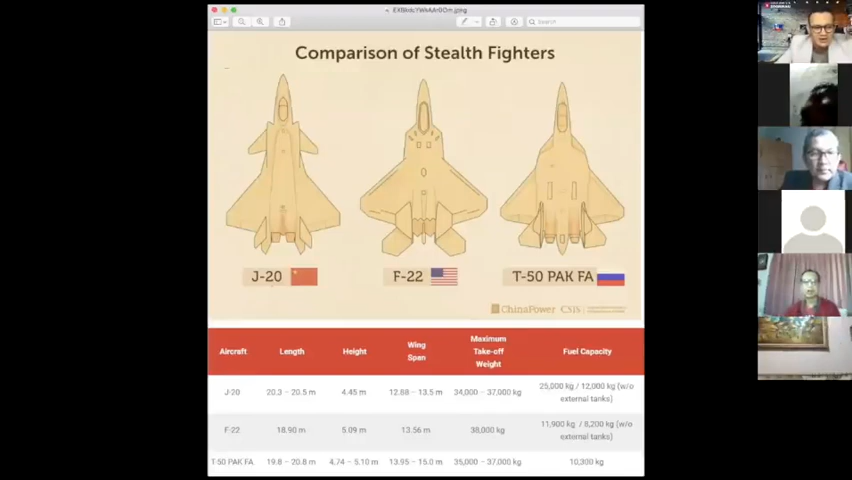 Search
Comparison of Stealth Fighters
J-20
F-22
T-50 PAK FA
ChinaPower CSIS
Aircraft Length Height Wing Span Maximum Take-off Weight Fuel Capacity
J-20 20.3 – 20.5 m 4.45 m 12.88 – 13.5 m 34,000 – 37,000 kg 25,000 kg / 12,000 kg (w/o external tanks)
F-22 18.90 m 5.09 m 13.56 m 38,000 kg 11,900 kg / 8,200 kg (w/o external tanks)
T-50 PAK FA 19.8 – 20.8 m 4.74 – 5.10 m 13.95 – 15.0 m 35,000 – 37,000 kg 10,300 kg